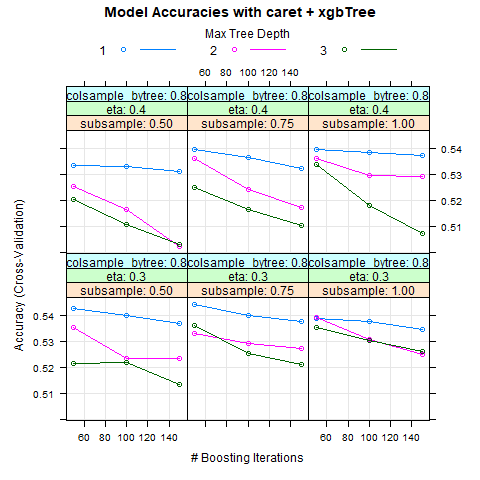 Model Accuracies with caret + xgbTree
Max Tree Depth
1 2 3
60 80 100 120 140
colsample_bytree: 0.8 colsample_bytree: 0.8 colsample_bytree: 0.8
eta: 0.4 eta: 0.4 eta: 0.4
subsample: 0.50 subsample: 0.75 subsample: 1.00
0.54
0.53
0.52
0.51
colsample_bytree: 0.8 colsample_bytree: 0.8 colsample_bytree: 0.8
eta: 0.3 eta: 0.3 eta: 0.3
subsample: 0.50 subsample: 0.75 subsample: 1.00
0.54
0.53
0.52
0.51
Accuracy (Cross-Validation)
60 80 100 120 140 60 80 100 120 140
# Boosting Iterations